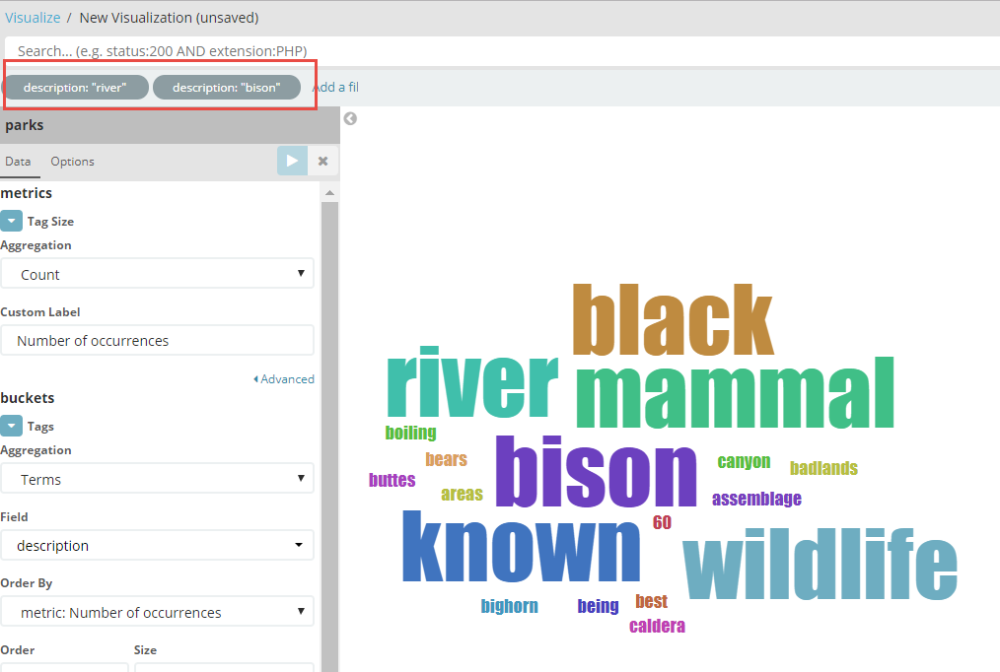 Visualize / New Visualization (unsaved)
Search... (e.g. status:200 AND extension:PHP)
description: "river" description: "bison" Add a fil
parks
Data Options
metrics
Tag Size
Aggregation
Count
Custom Label
Number of occurrences
Advanced
buckets
Tags
Aggregation
Terms
Field
description
Order By
metric: Number of occurrences
Order Size
black
river mammal
boiling
bears bison canyon badlands
buttes areas assemblage
known 60 wildlife
bighorn being best
caldera